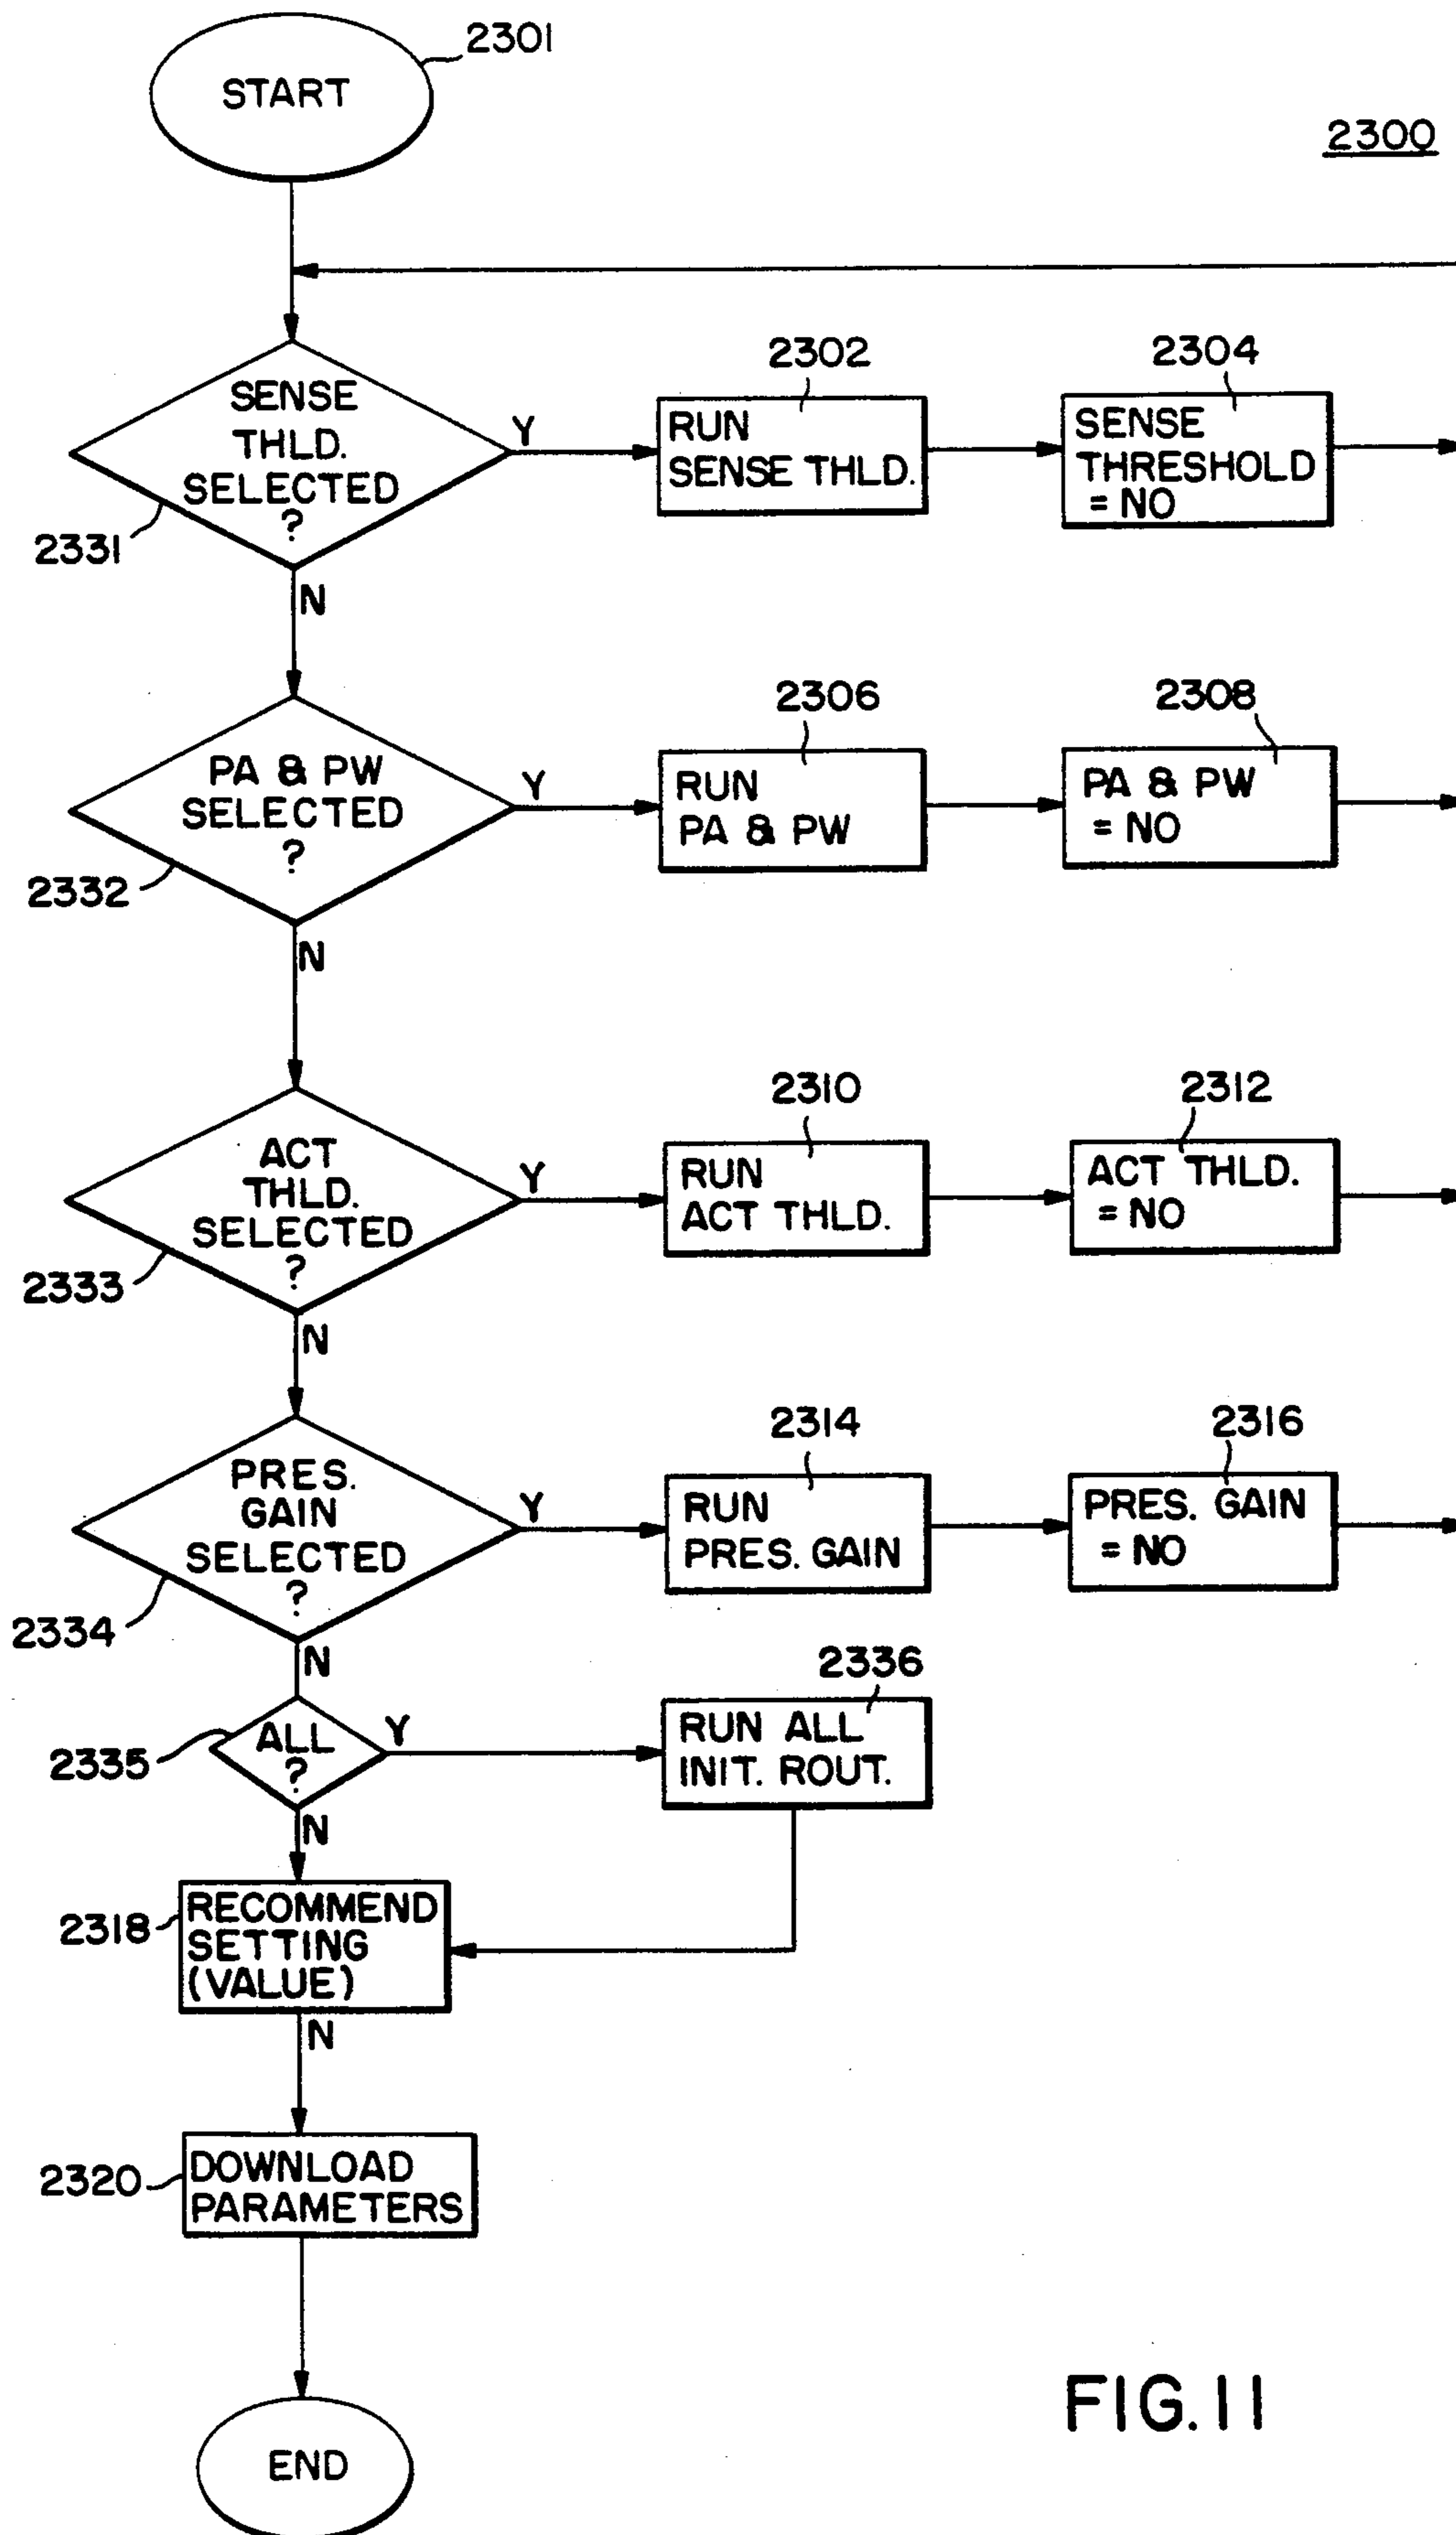 START
2301
2300
SENSE
THLD.
SELECTED
?
2331
Y
N
2302
RUN
SENSE THLD.
2304
SENSE
THRESHOLD
= NO
PA & PW
SELECTED
?
2332
Y
N
2306
RUN
PA & PW
2308
PA & PW
= NO
ACT
THLD.
SELECTED
?
2333
Y
N
2310
RUN
ACT THLD.
2312
ACT THLD.
= NO
PRES.
GAIN
SELECTED
?
2334
Y
N
2314
RUN
PRES. GAIN
2316
PRES. GAIN
= NO
ALL
?
2335
Y
N
2336
RUN ALL
INIT. ROUT.
2318
RECOMMEND
SETTING
(VALUE)
N
2320
DOWNLOAD
PARAMETERS
END
FIG.11